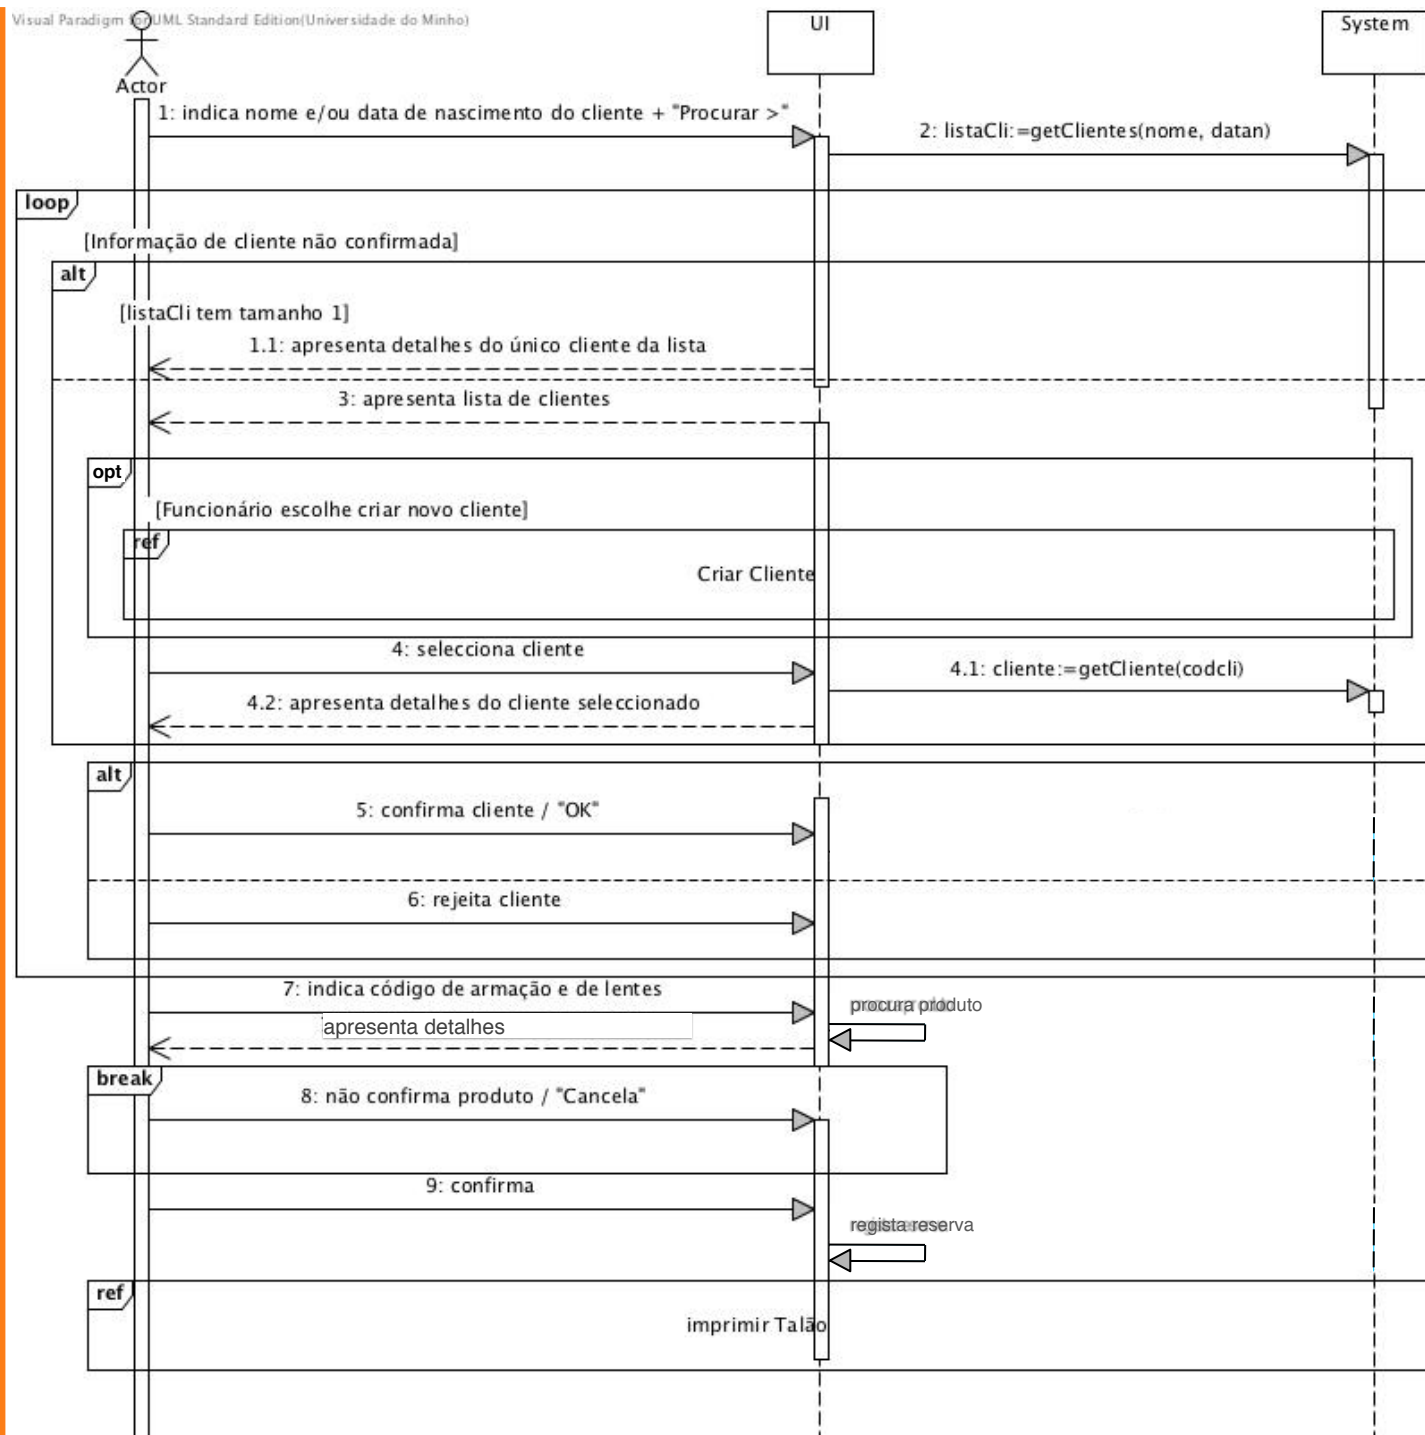 Visual Paradigm for UML Standard Edition(Universidade do Minho)
UI
System
Actor
1: indica nome e/ou data de nascimento do cliente + "Procurar >"
2: listaCli:=getClientes(nome, datan)
loop
[Informação de cliente não confirmada]
alt
[listaCli tem tamanho 1]
1.1: apresenta detalhes do único cliente da lista
3: apresenta lista de clientes
opt
[Funcionário escolhe criar novo cliente]
ref
Criar Cliente
4: selecciona cliente
4.1: cliente:=getCliente(codcli)
4.2: apresenta detalhes do cliente seleccionado
alt
5: confirma cliente / "OK"
6: rejeita cliente
7: indica código de armação e de lentes
procura produto
apresenta detalhes
break
8: não confirma produto / "Cancela"
9: confirma
regista reserva
ref
imprimir Talão